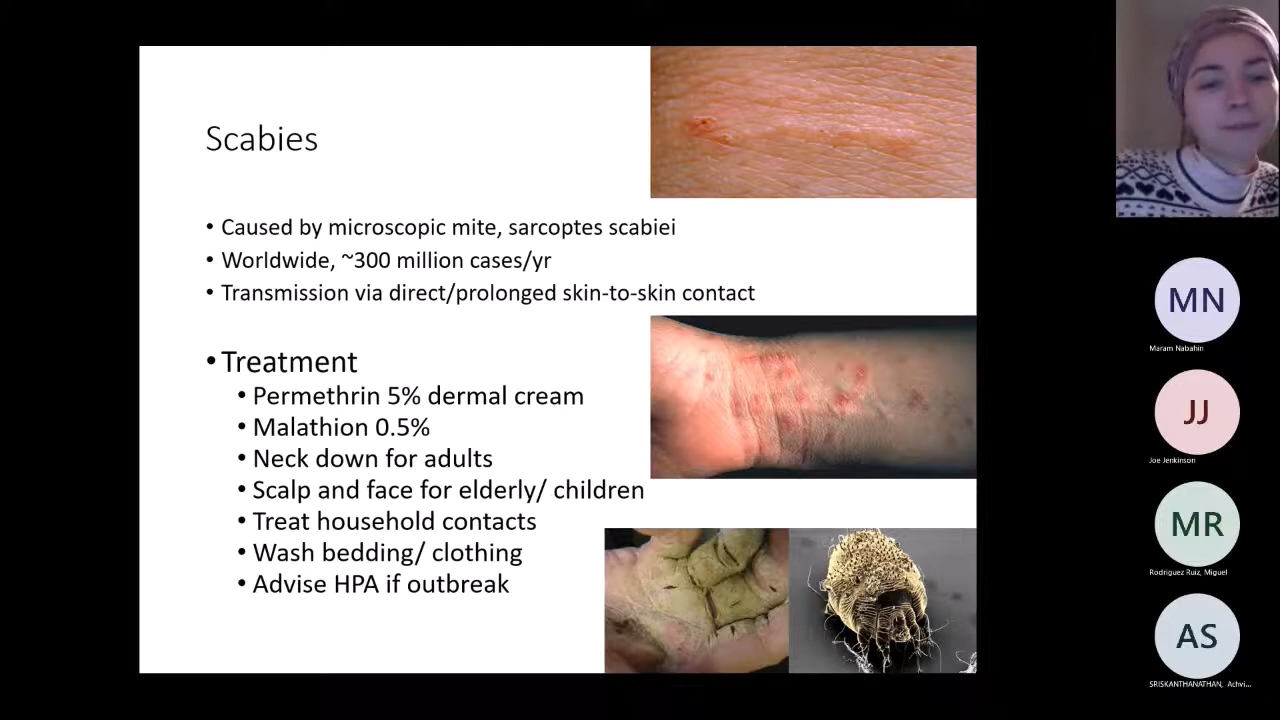 Scabies
• Caused by microscopic mite, sarcoptes scabiei
• Worldwide, ~300 million cases/yr
• Transmission via direct/prolonged skin-to-skin contact
• Treatment
• Permethrin 5% dermal cream
• Malathion 0.5%
• Neck down for adults
• Scalp and face for elderly/ children
• Treat household contacts
• Wash bedding/ clothing
• Advise HPA if outbreak
MN
Maram Nabahin
JJ
Joe Jenkinson
MR
Rodriguez Ruiz, Miguel
AS
SRISKANTHANATHAN, Achvi...